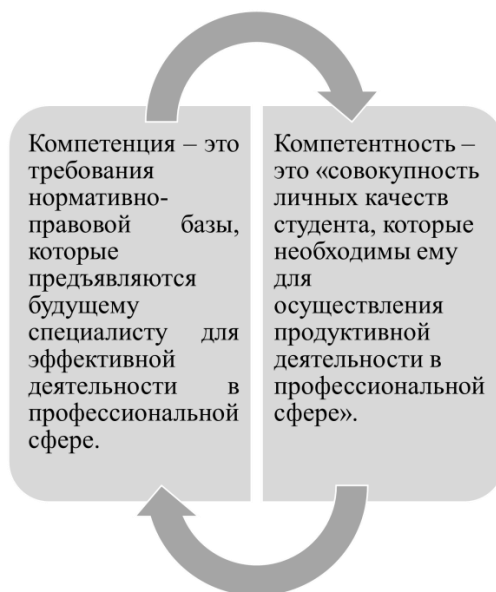 Компетенция – это
требования
нормативно-
правовой базы,
которые
предъявляются
будущему
специалисту для
эффективной
деятельности в
профессиональной
сфере.
Компетентность –
это «совокупность
личных качеств
студента, которые
необходимы ему
для
осуществления
продуктивной
деятельности в
профессиональной
сфере».